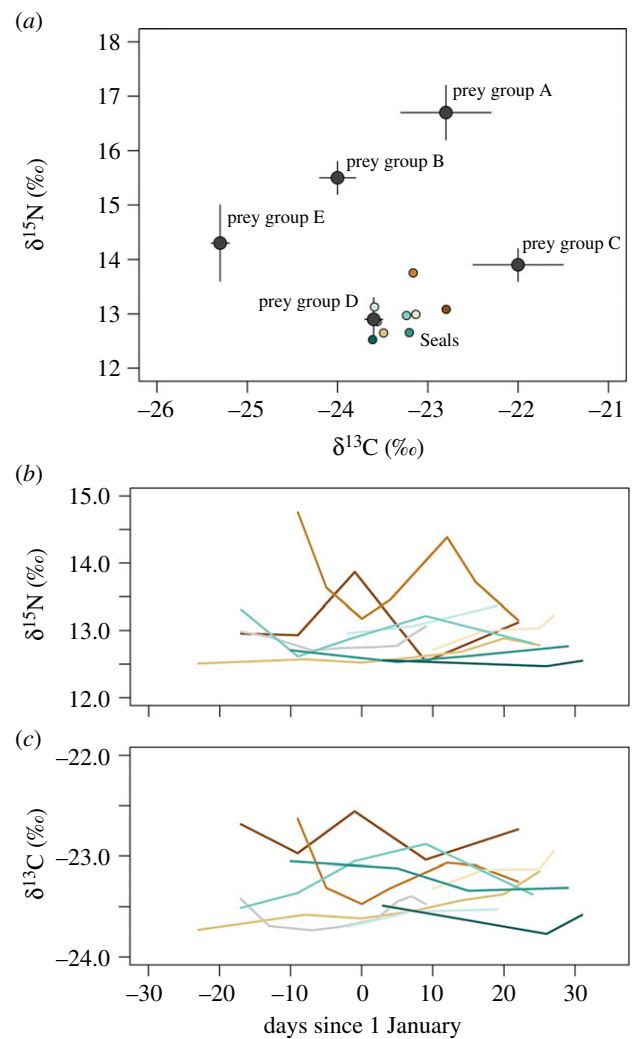 (a)
18
17
16
15
14
13
12
δ15N (‰)
prey group A
prey group B
prey group E
prey group C
prey group D
Seals
–26
–25
–24
–23
–22
–21
δ13C (‰)
(b)
15.0
14.0
13.0
12.0
δ15N (‰)
(c)
–22.0
–23.0
–24.0
δ13C (‰)
–30
–20
–10
0
10
20
30
days since 1 January